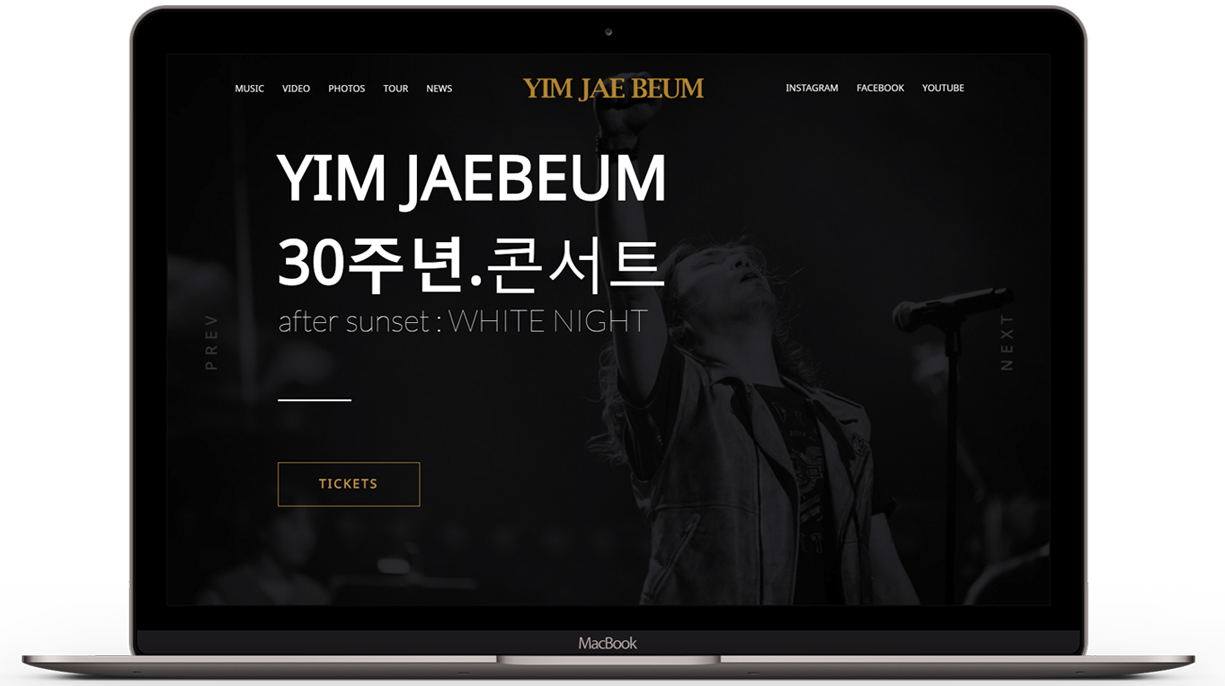 MUSIC VIDEO PHOTOS TOUR NEWS YIM JAE BEUM INSTAGRAM FACEBOOK YOUTUBE
YIM JAEBEUM
30주년.콘서트
after sunset : WHITE NIGHT
PREV
NEXT
TICKETS
MacBook